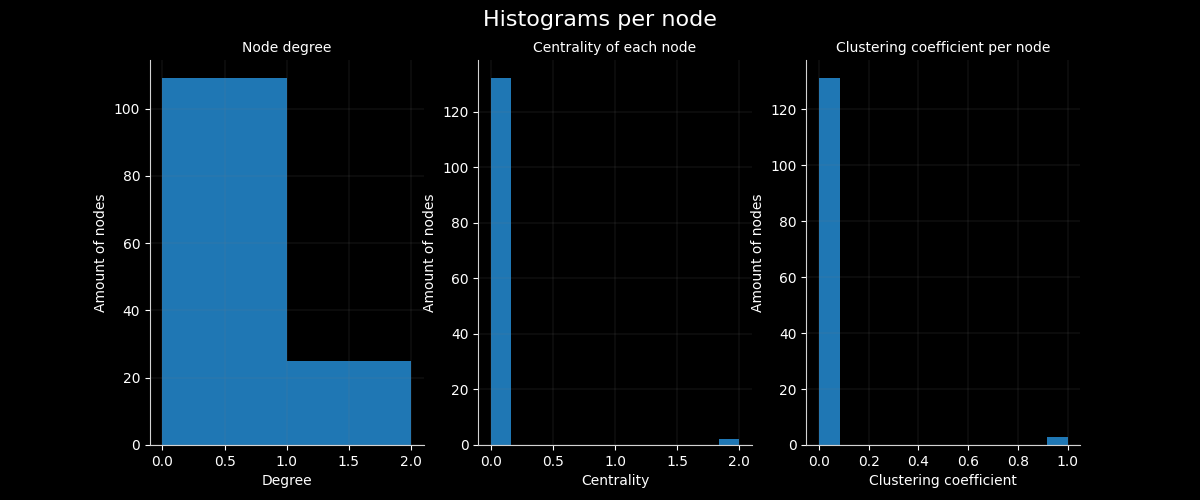 Histograms per node
Node degree
Amount of nodes
100
80
60
40
20
0
0.0 0.5 1.0 1.5 2.0
Degree
Centrality of each node
Amount of nodes
120
100
80
60
40
20
0
0.0 0.5 1.0 1.5 2.0
Centrality
Clustering coefficient per node
Amount of nodes
120
100
80
60
40
20
0
0.0 0.2 0.4 0.6 0.8 1.0
Clustering coefficient